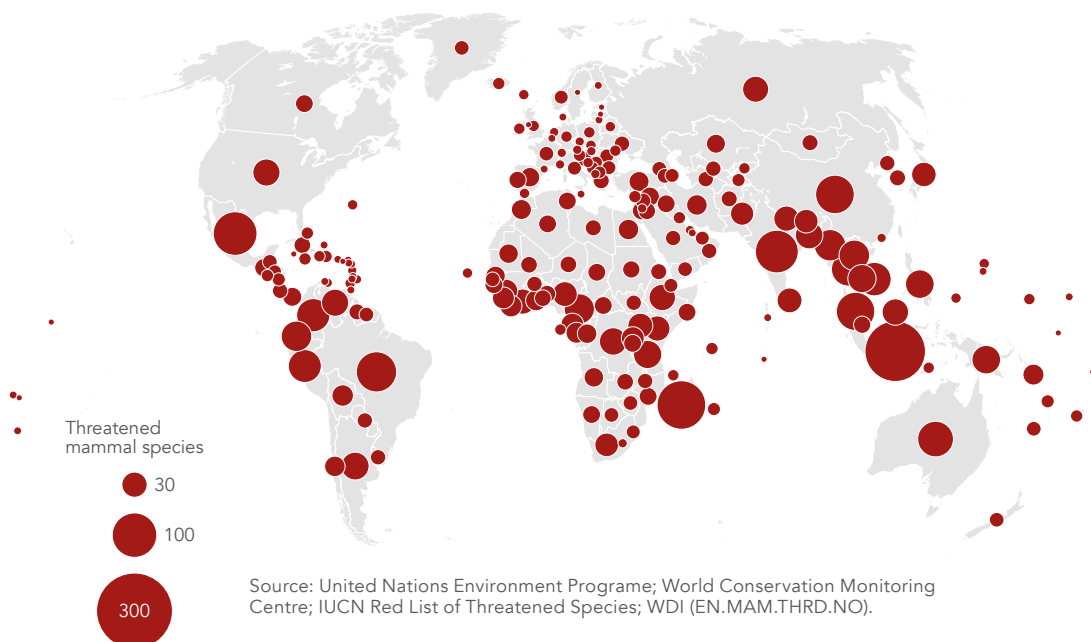 Threatened
mammal species
30
100
300
Source: United Nations Environment Programe; World Conservation Monitoring
Centre; IUCN Red List of Threatened Species; WDI (EN.MAM.THRD.NO).